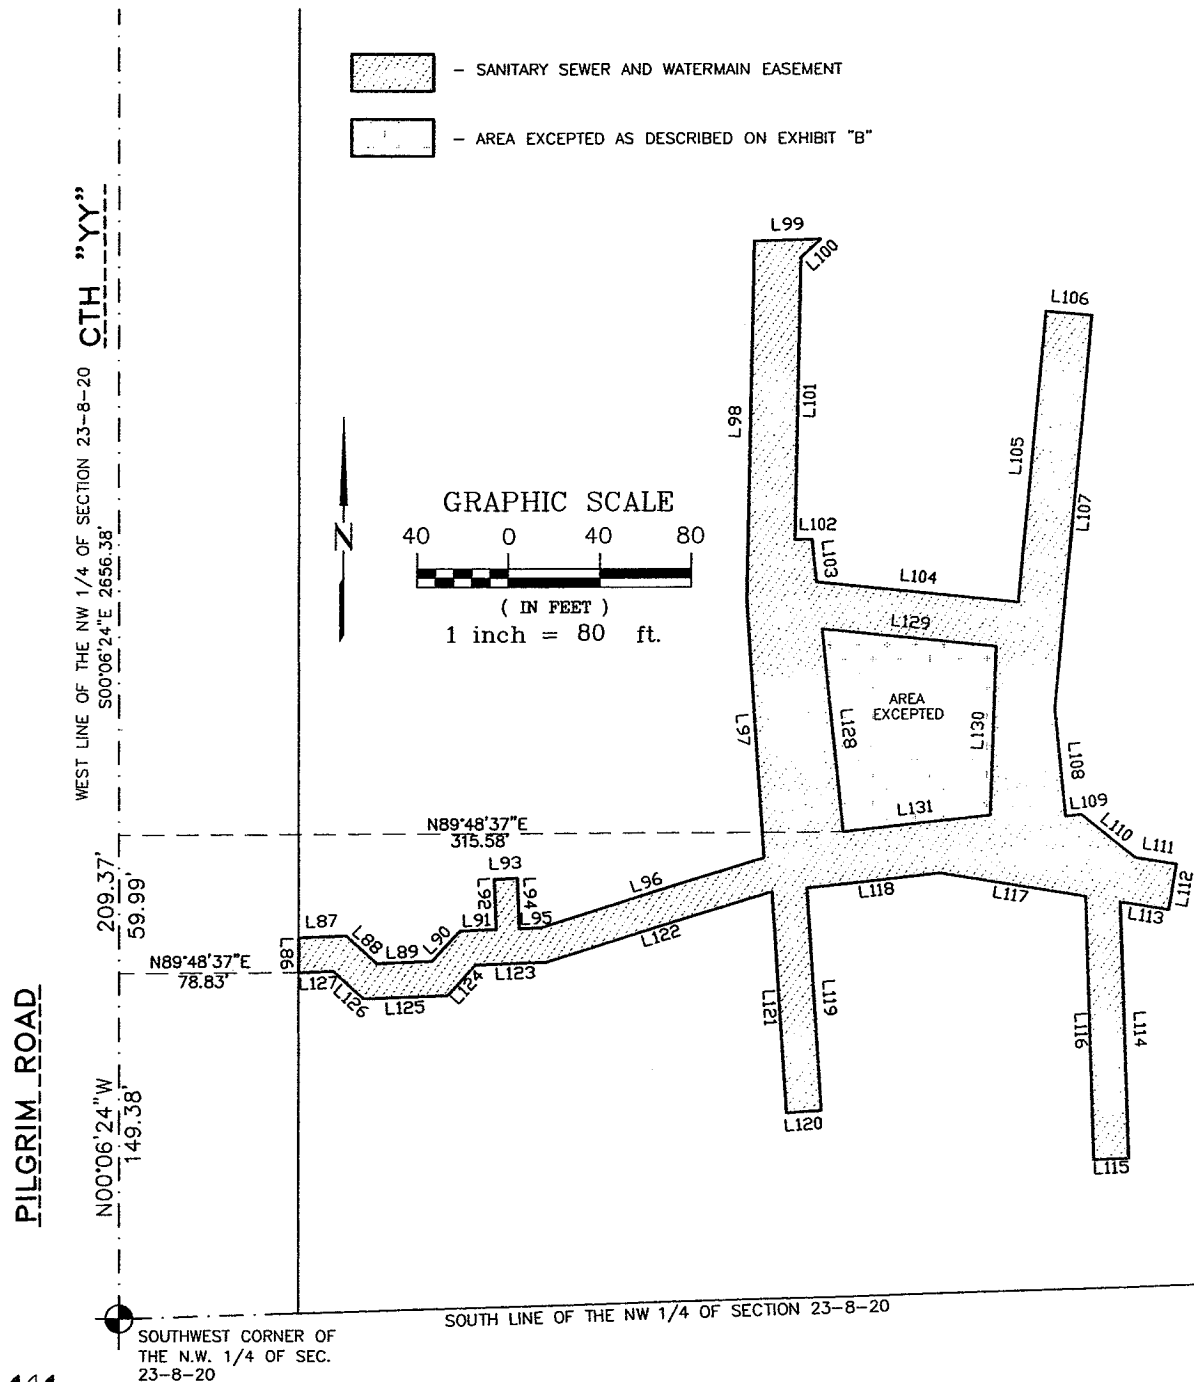 – SANITARY SEWER AND WATERMAIN EASEMENT
– AREA EXCEPTED AS DESCRIBED ON EXHIBIT "B"
CTH "YY"
WEST LINE OF THE NW 1/4 OF SECTION 23-8-20
S00°06'24"E 2656.38'
L99
L100
L106
L98
L101
L105
L107
N
GRAPHIC SCALE
40 0 40 80
( IN FEET )
1 inch = 80 ft.
L102
L103
L104
L129
AREA
EXCEPTED
L97
L128
L130
L108
L131
L109
L110
L111
L112
L113
N89°48'37"E
315.58'
209.37'
59.99'
L93
L92
L94
L96
L91
L95
L87
L88
L89
L90
L86
L118
L117
L122
L123
L124
L125
L126
L127
N89°48'37"E
78.83'
L121
L119
L116
L114
L120
L115
PILGRIM ROAD
N00°06'24"W
149.38'
SOUTH LINE OF THE NW 1/4 OF SECTION 23-8-20
SOUTHWEST CORNER OF
THE N.W. 1/4 OF SEC.
23-8-20